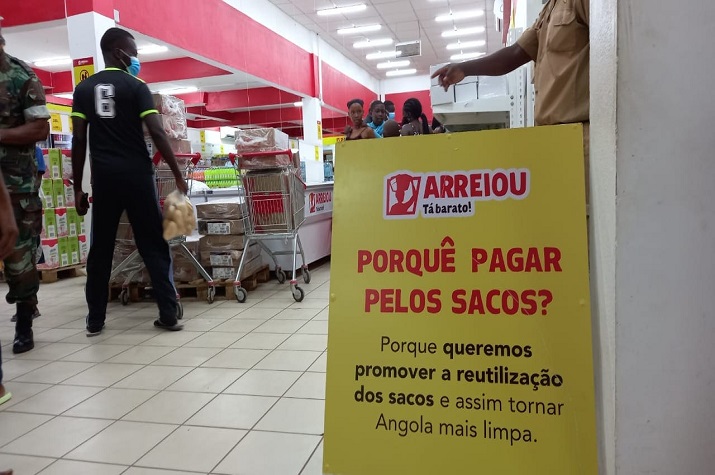 6
ARREIOU
ARREIOU
Tá barato!
PORQUÊ PAGAR
PELOS SACOS?
Porque queremos
promover a reutilização
dos sacos e assim tornar
Angola mais limpa.